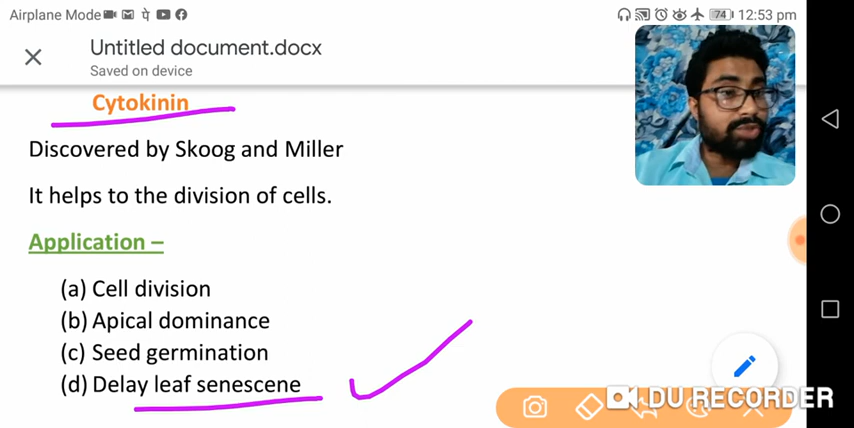 Airplane Mode
74 12:53 pm
Untitled document.docx
Saved on device
Cytokinin
Discovered by Skoog and Miller
It helps to the division of cells.
Application –
(a) Cell division
(b) Apical dominance
(c) Seed germination
(d) Delay leaf senescene
DU RECORDER